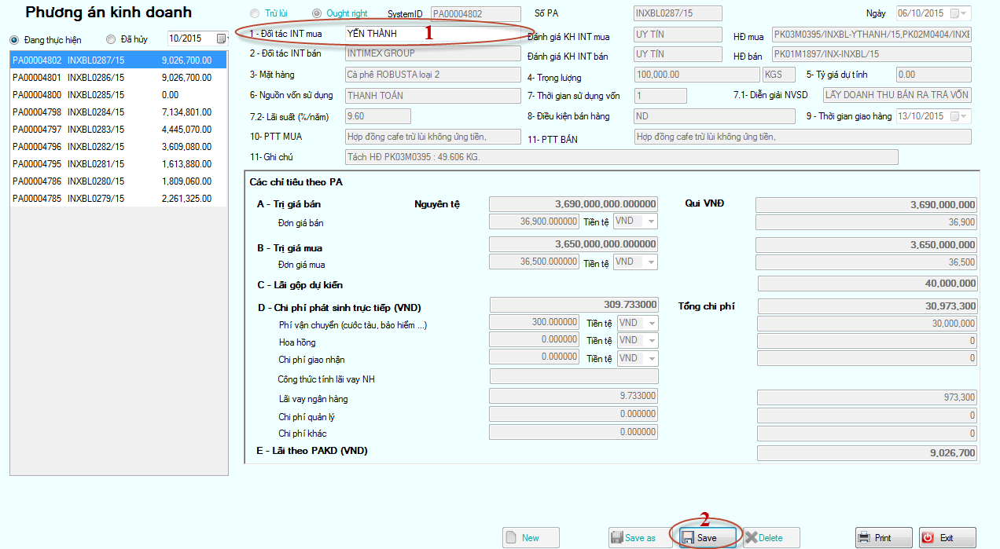 Phương án kinh doanh
Đang thực hiện Đã hủy 10/2015
PA00004802 INXBL0287/15 9,026,700.00
PA00004801 INXBL0286/15 9,026,700.00
PA00004800 INXBL0285/15 0.00
PA00004798 INXBL0284/15 7,134,801.00
PA00004797 INXBL0283/15 4,445,070.00
PA00004796 INXBL0282/15 3,609,080.00
PA00004795 INXBL0281/15 1,613,880.00
PA00004786 INXBL0280/15 1,809,060.00
PA00004785 INXBL0279/15 2,261,325.00
Trừ lùi Ought right SystemID PA00004802 Số PA INXBL0287/15 Ngày 06/10/2015
1 - Đối tác INT mua YẾN THÀNH 1 Đánh giá KH INT mua UY TÍN HĐ mua PK03M0395/INXBL-YTHANH/15,PK02M0404/INXB
2 - Đối tác INT bán INTIMEX GROUP Đánh giá KH INT bán UY TÍN HĐ bán PK01M1897/INX-INXBL/15
3- Mặt hàng Cà phê ROBUSTA loại 2 4- Trọng lượng 100,000.00 KGS 5- Tỷ giá dự tính 0.00
6- Nguồn vốn sử dụng THANH TOÁN 7- Thời gian sử dụng vốn 1 7.1- Diễn giải NVSD LẤY DOANH THU BÁN RA TRẢ VỐN
7.2- Lãi suất (%/năm) 9.60 8- Điều kiện bán hàng ND 9 - Thời gian giao hàng 13/10/2015
10- PTT MUA Hợp đồng cafe trừ lùi không ứng tiền, 11- PTT BÁN Hợp đồng cafe trừ lùi không ứng tiền,
11- Ghi chú Tách HĐ PK03M0395 : 49.606 KG.
Các chỉ tiêu theo PA
A - Trị giá bán Nguyên tệ 3,690,000,000.000000 Qui VNĐ 3,690,000,000
Đơn giá bán 36,900.000000 Tiền tệ VND 36,900
B - Trị giá mua 3,650,000,000.000000 3,650,000,000
Đơn giá mua 36,500.000000 Tiền tệ VND 36,500
C - Lãi gộp dự kiến 40,000,000
D - Chi phí phát sinh trực tiếp (VND) 309.733000 Tổng chi phí 30,973,300
Phí vận chuyển (cước tàu, bảo hiểm ...) 300.000000 Tiền tệ VND 30,000,000
Hoa hồng 0.000000 Tiền tệ VND 0
Chi phí giao nhận 0.000000 Tiền tệ VND 0
Công thức tính lãi vay NH
Lãi vay ngân hàng 9.733000 973,300
Chi phí quản lý 0.000000 0
Chi phí khác 0.000000 0
E - Lãi theo PAKD (VND) 9,026,700
2
New Save as Save Delete Print Exit